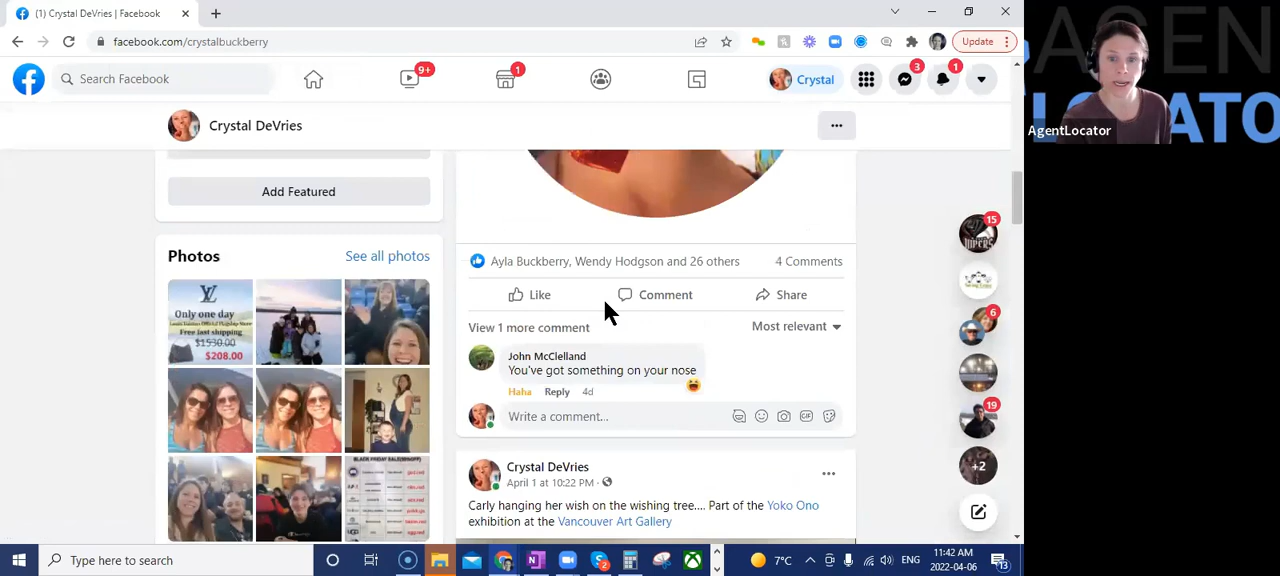 (1) Crystal DeVries | Facebook
facebook.com/crystalbuckberry
Update
Search Facebook
9+
1
Crystal
3
1
Crystal DeVries
Add Featured
Photos
See all photos
Only one day
$1530.00
$208.00
Ayla Buckberry, Wendy Hodgson and 26 others
4 Comments
Like
Comment
Share
View 1 more comment
Most relevant
John McClelland
You've got something on your nose
Haha Reply 4d
Write a comment...
GIF
Crystal DeVries
April 1 at 10:22 PM
Carly hanging her wish on the wishing tree.... Part of the Yoko Ono
exhibition at the Vancouver Art Gallery
15
6
19
+2
Type here to search
2
7°C
ENG
11:42 AM
2022-04-06
13
AGEN
LOCATO
AgentLocator